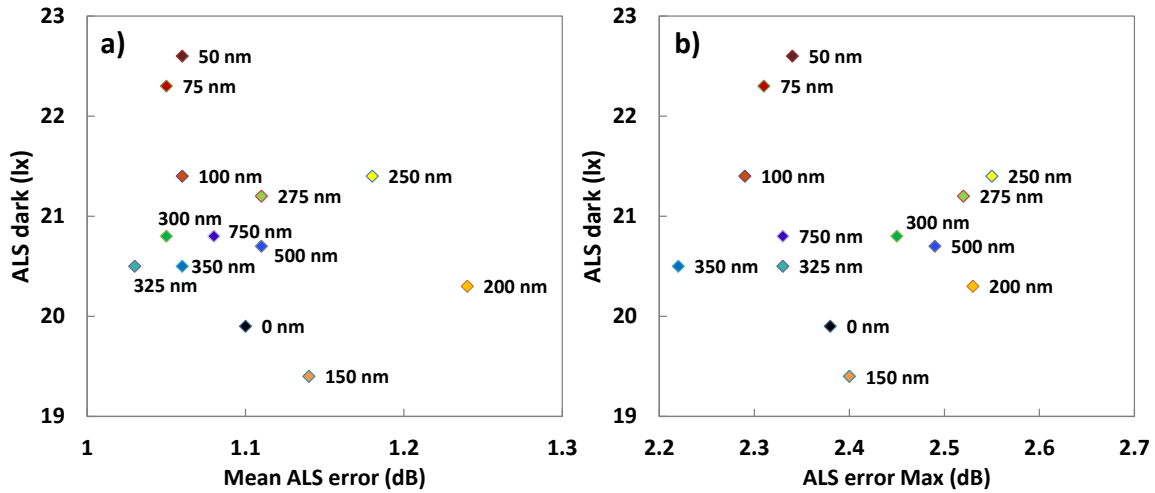 a)
ALS dark (lx)
23
22
21
20
19
50 nm
75 nm
100 nm
250 nm
275 nm
300 nm
750 nm
500 nm
325 nm
350 nm
200 nm
0 nm
150 nm
1
1.1
1.2
1.3
Mean ALS error (dB)
b)
ALS dark (lx)
23
22
21
20
19
50 nm
75 nm
100 nm
250 nm
275 nm
300 nm
750 nm
500 nm
350 nm
325 nm
200 nm
0 nm
150 nm
2.2
2.3
2.4
2.5
2.6
2.7
ALS error Max (dB)